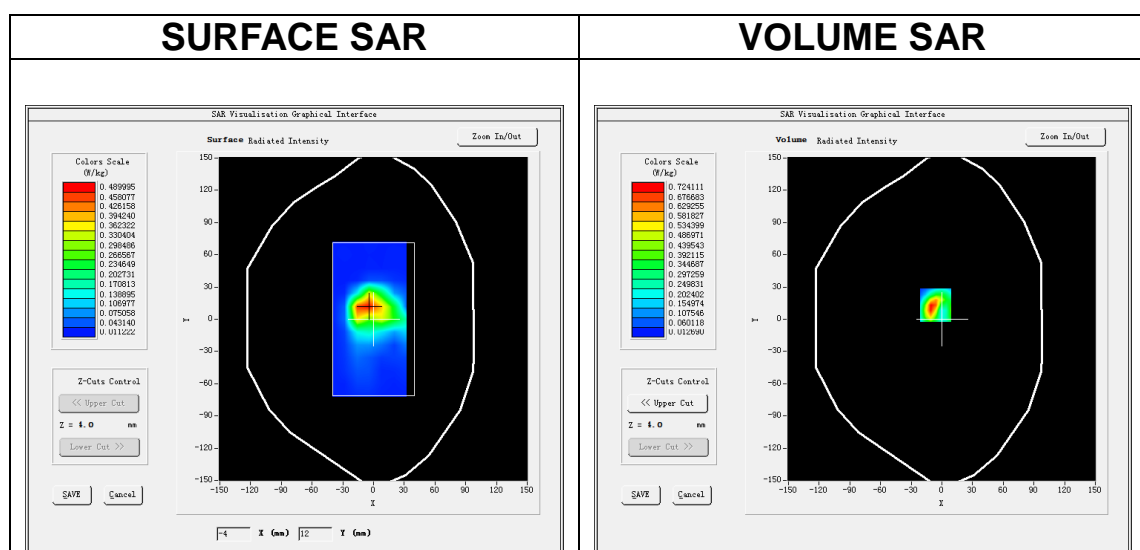 SURFACE SAR
VOLUME SAR
SAR Visualisation Graphical Interface
Surface Radiated Intensity
Zoom In/Out
Colors Scale
(W/kg)
0.489995
0.458077
0.426158
0.394240
0.362322
0.330404
0.298486
0.266567
0.234649
0.202731
0.170813
0.138895
0.106977
0.075058
0.043140
0.011222
150
120
90
60
30
0
-30
-60
-90
-120
-150
Y
-150 -120 -90 -60 -30 0 30 60 90 120 150
X
Z-Cuts Control
<< Upper Cut
Z = 4.0 mm
Lower Cut >>
SAVE Cancel
-4 X (mm) 12 Y (mm)
SAR Visualisation Graphical Interface
Volume Radiated Intensity
Zoom In/Out
Colors Scale
(W/kg)
0.724111
0.676683
0.629255
0.581827
0.534399
0.486971
0.439543
0.392115
0.344687
0.297259
0.249831
0.202402
0.154974
0.107546
0.060118
0.012690
150
120
90
60
30
0
-30
-60
-90
-120
-150
Y
-150 -120 -90 -60 -30 0 30 60 90 120 150
X
Z-Cuts Control
<< Upper Cut
Z = 4.0 mm
Lower Cut >>
SAVE Cancel